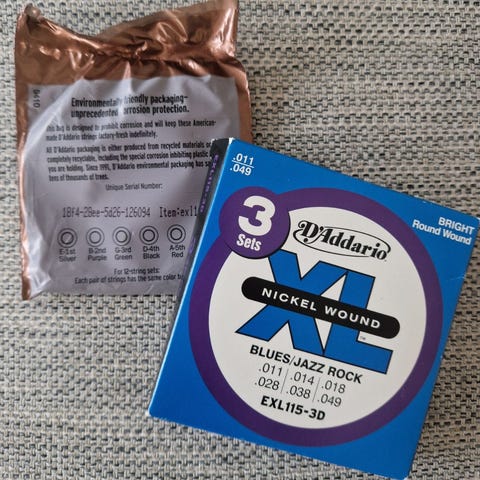 Environmentally friendly packaging-
unprecedented corrosion protection.
This bag is designed to prohibit corrosion and will keep these American-
made D'Addario strings factory-fresh indefinitely.
All D'Addario packaging is either produced from recycled materials or
completely recyclable, including the special corrosion inhibiting plastic
you are holding. Since 1991, D'Addario environmental packaging has
tens of thousands of trees.
Unique Serial Number:
18f4-28ee-5d26-126094 Item:exl1
E-1st B-2nd G-3rd D-4th A-5th
Silver Purple Green Black Red
For 12-string sets:
Each pair of strings has the same color
.011
.049
3
Sets
BRIGHT
Round Wound
D'Addario
XL
NICKEL WOUND
BLUES/JAZZ ROCK
.011 .014 .018
.028 .038 .049
EXL115-3D